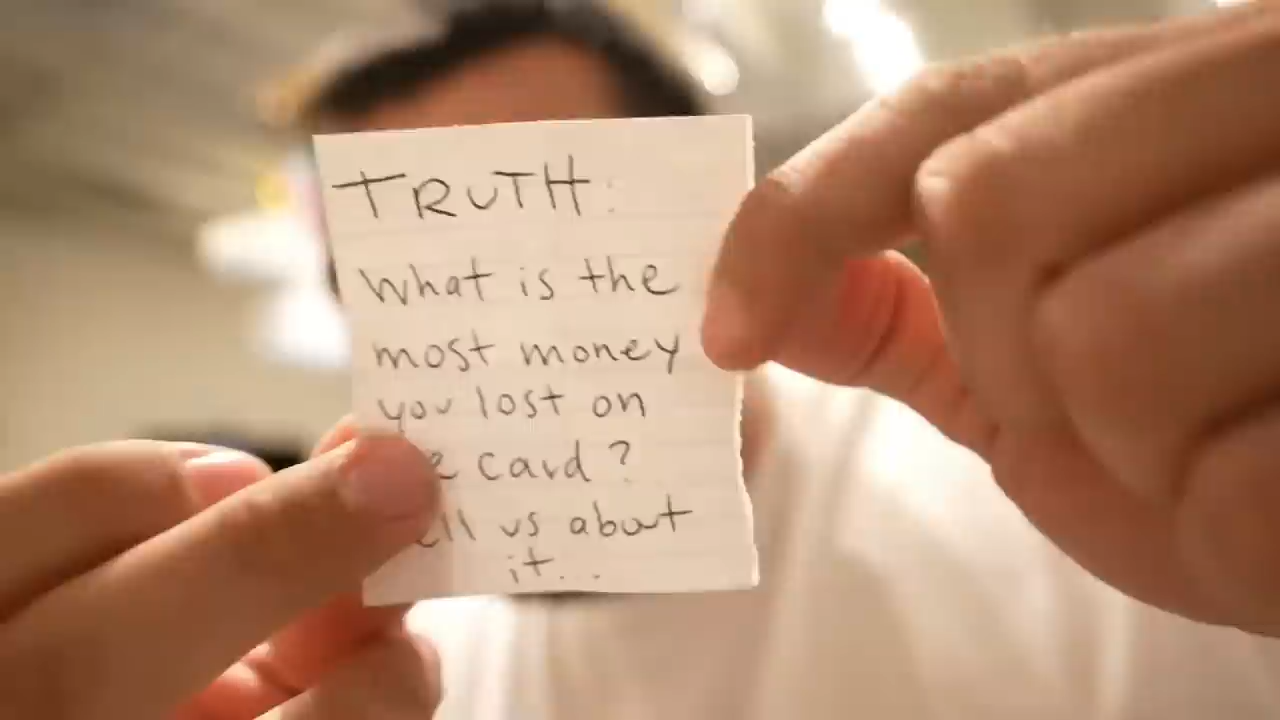 TRUTH:
What is the
most money
you lost on
card?
us about
it...